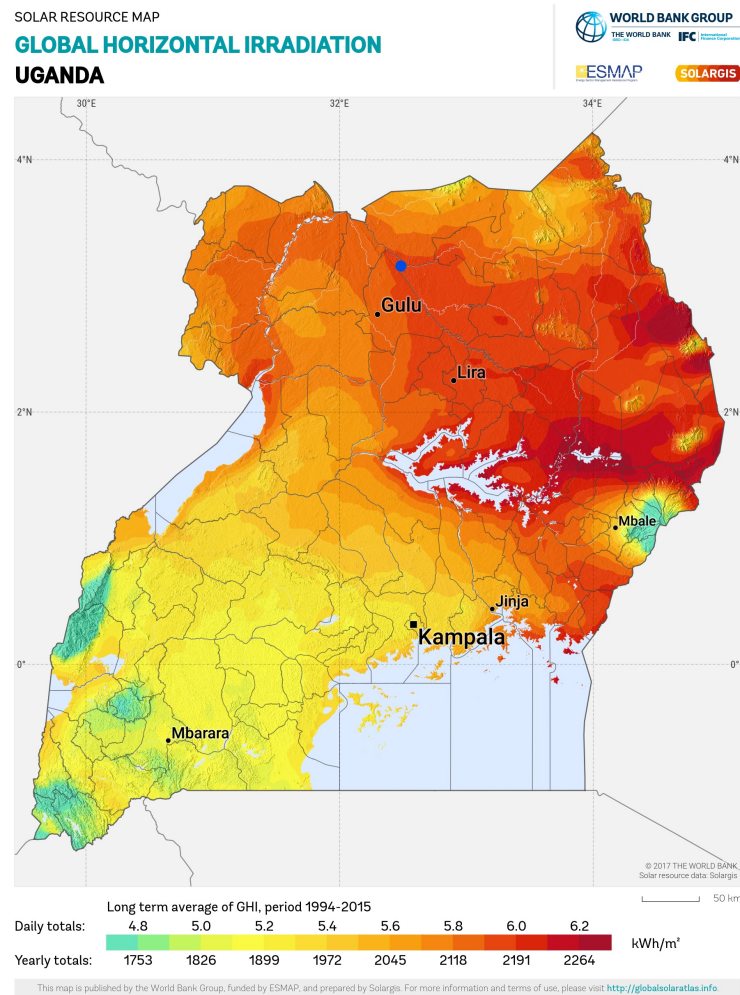 SOLAR RESOURCE MAP
GLOBAL HORIZONTAL IRRADIATION
UGANDA
WORLD BANK GROUP
THE WORLD BANK
IFC
International
Finance Corporation
ESMAP
SOLARGIS
30°E
32°E
34°E
4°N
4°N
Gulu
Lira
2°N
2°N
Mbale
Jinja
Kampala
0°
0°
Mbarara
© 2017 THE WORLD BANK
Solar resource data: Solargis
50 km
Long term average of GHI, period 1994-2015
Daily totals: 4.8 5.0 5.2 5.4 5.6 5.8 6.0 6.2
kWh/m²
Yearly totals: 1753 1826 1899 1972 2045 2118 2191 2264
This map is published by the World Bank Group, funded by ESMAP, and prepared by Solargis. For more information and terms of use, please visit http://globalsolaratlas.info.